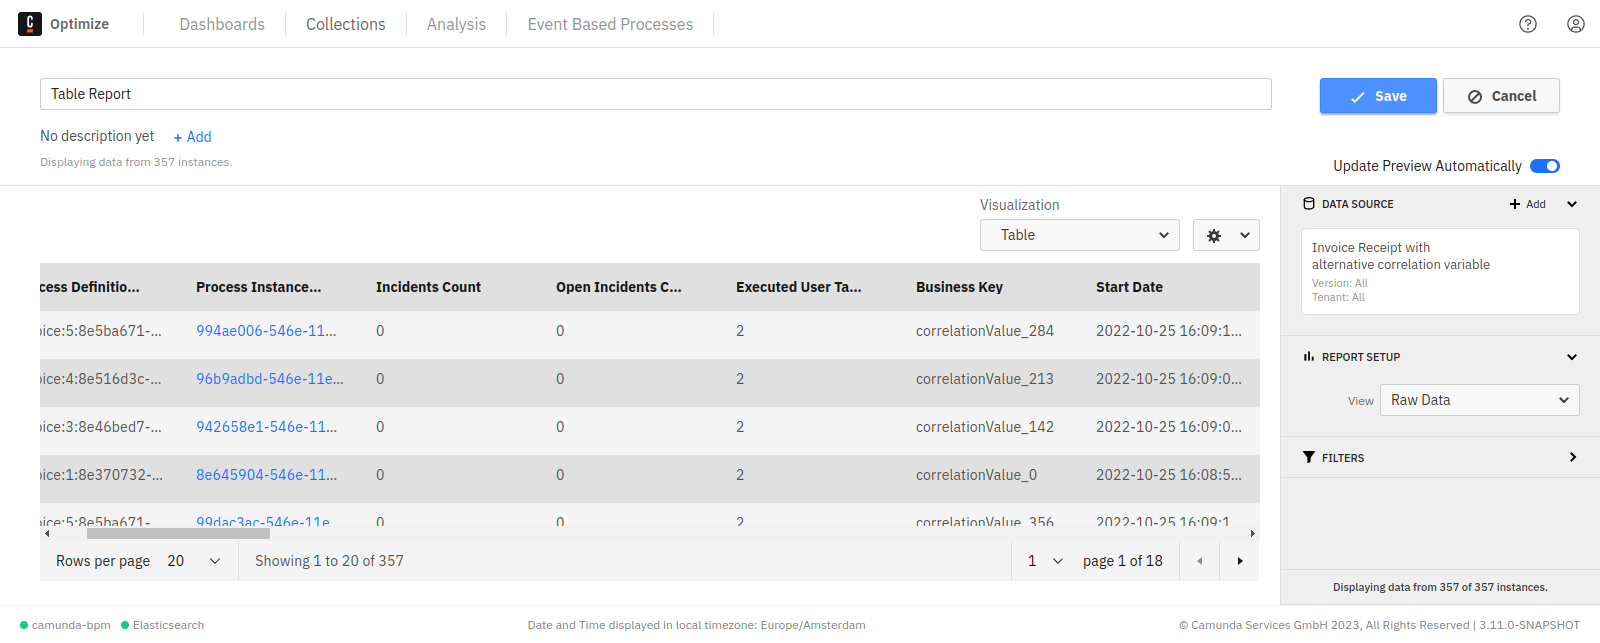 C Optimize Dashboards Collections Analysis Event Based Processes
Table Report
Save Cancel
No description yet + Add
Displaying data from 357 instances.
Update Preview Automatically
Visualization
Table
DATA SOURCE + Add
Invoice Receipt with
alternative correlation variable
Version: All
Tenant: All
cess Definitio... Process Instance... Incidents Count Open Incidents C... Executed User Ta... Business Key Start Date
oice:5:8e5ba671-... 994ae006-546e-11... 0 0 2 correlationValue_284 2022-10-25 16:09:1...
oice:4:8e516d3c-... 96b9adbd-546e-11e... 0 0 2 correlationValue_213 2022-10-25 16:09:0...
oice:3:8e46bed7-... 942658e1-546e-11... 0 0 2 correlationValue_142 2022-10-25 16:09:0...
oice:1:8e370732-... 8e645904-546e-11... 0 0 2 correlationValue_0 2022-10-25 16:08:5...
oice:5:8e5ba671- 99dac3ac-546e-11e 0 0 2 correlationValue_356 2022-10-25 16:09:1
Rows per page 20 Showing 1 to 20 of 357 1 page 1 of 18
REPORT SETUP
View Raw Data
FILTERS
Displaying data from 357 of 357 instances.
camunda-bpm Elasticsearch Date and Time displayed in local timezone: Europe/Amsterdam © Camunda Services GmbH 2023, All Rights Reserved | 3.11.0-SNAPSHOT